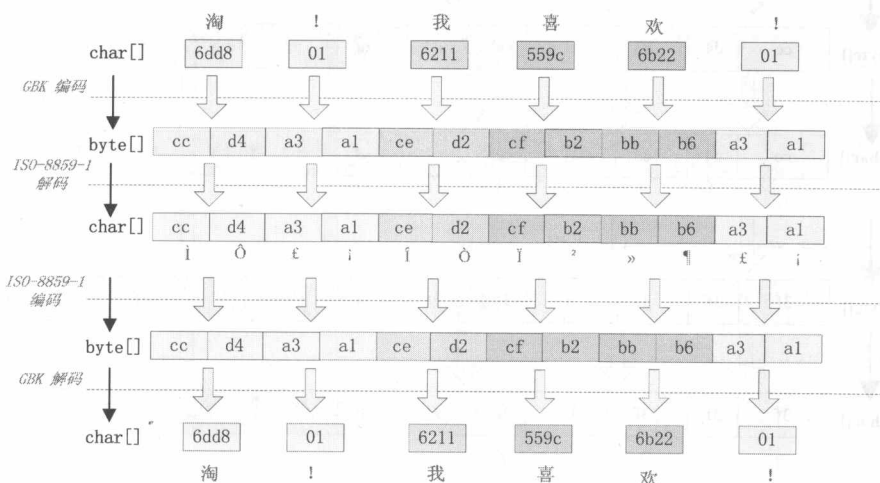 淘 ! 我 喜 欢 !
char[] 6dd8 01 6211 559c 6b22 01
GBK 编码
byte[] cc d4 a3 a1 ce d2 cf b2 bb b6 a3 a1
ISO-8859-1
解码
char[] cc d4 a3 a1 ce d2 cf b2 bb b6 a3 a1
Ì Ô £ ¡ Î Ò Ï ² » ¶ £ ¡
ISO-8859-1
编码
byte[] cc d4 a3 a1 ce d2 cf b2 bb b6 a3 a1
GBK 解码
char[] 6dd8 01 6211 559c 6b22 01
淘 ! 我 喜 欢 !